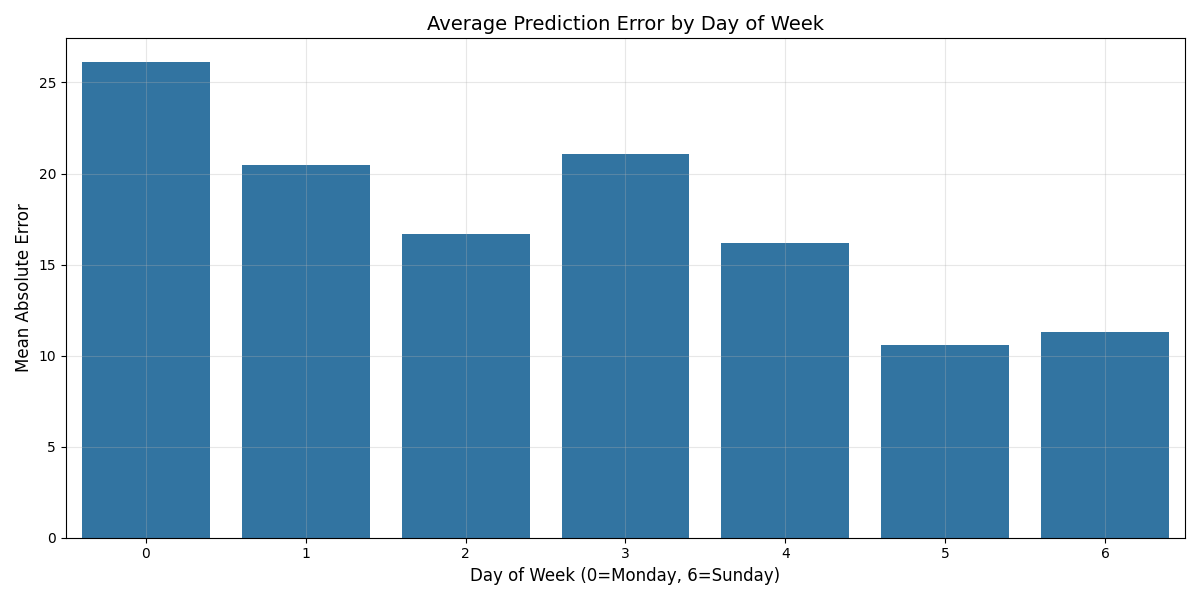 Average Prediction Error by Day of Week
Mean Absolute Error
25
20
15
10
5
0
0 1 2 3 4 5 6
Day of Week (0=Monday, 6=Sunday)